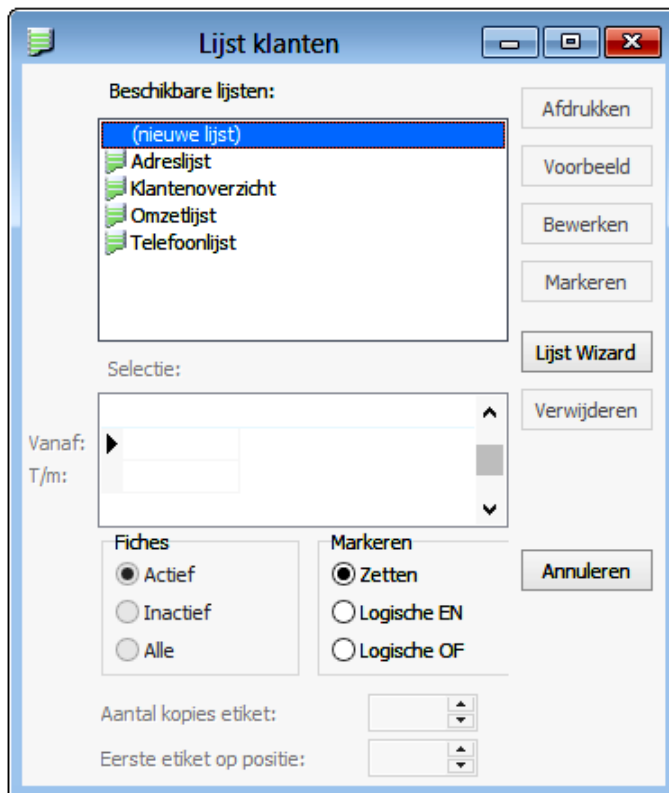 Lijst klanten
Beschikbare lijsten:
(nieuwe lijst)
Adreslijst
Klantenoverzicht
Omzetlijst
Telefoonlijst
Afdrukken
Voorbeeld
Bewerken
Markeren
Lijst Wizard
Verwijderen
Annuleren
Selectie:
Vanaf:
T/m:
Fiches
Actief
Inactief
Alle
Markeren
Zetten
Logische EN
Logische OF
Aantal kopies etiket:
Eerste etiket op positie: